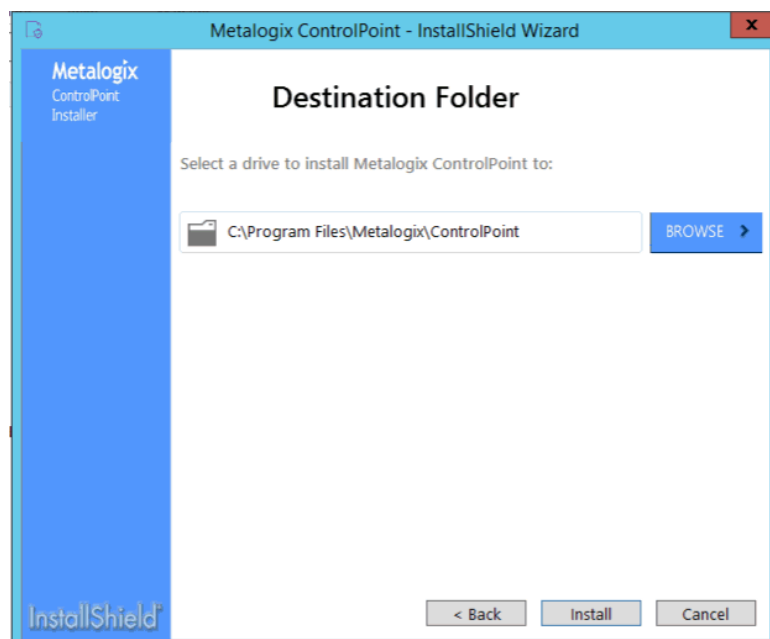 Metalogix ControlPoint - InstallShield Wizard
x
Metalogix
ControlPoint
Installer
Destination Folder
Select a drive to install Metalogix ControlPoint to:
C:\Program Files\Metalogix\ControlPoint
BROWSE >
InstallShield
< Back
Install
Cancel